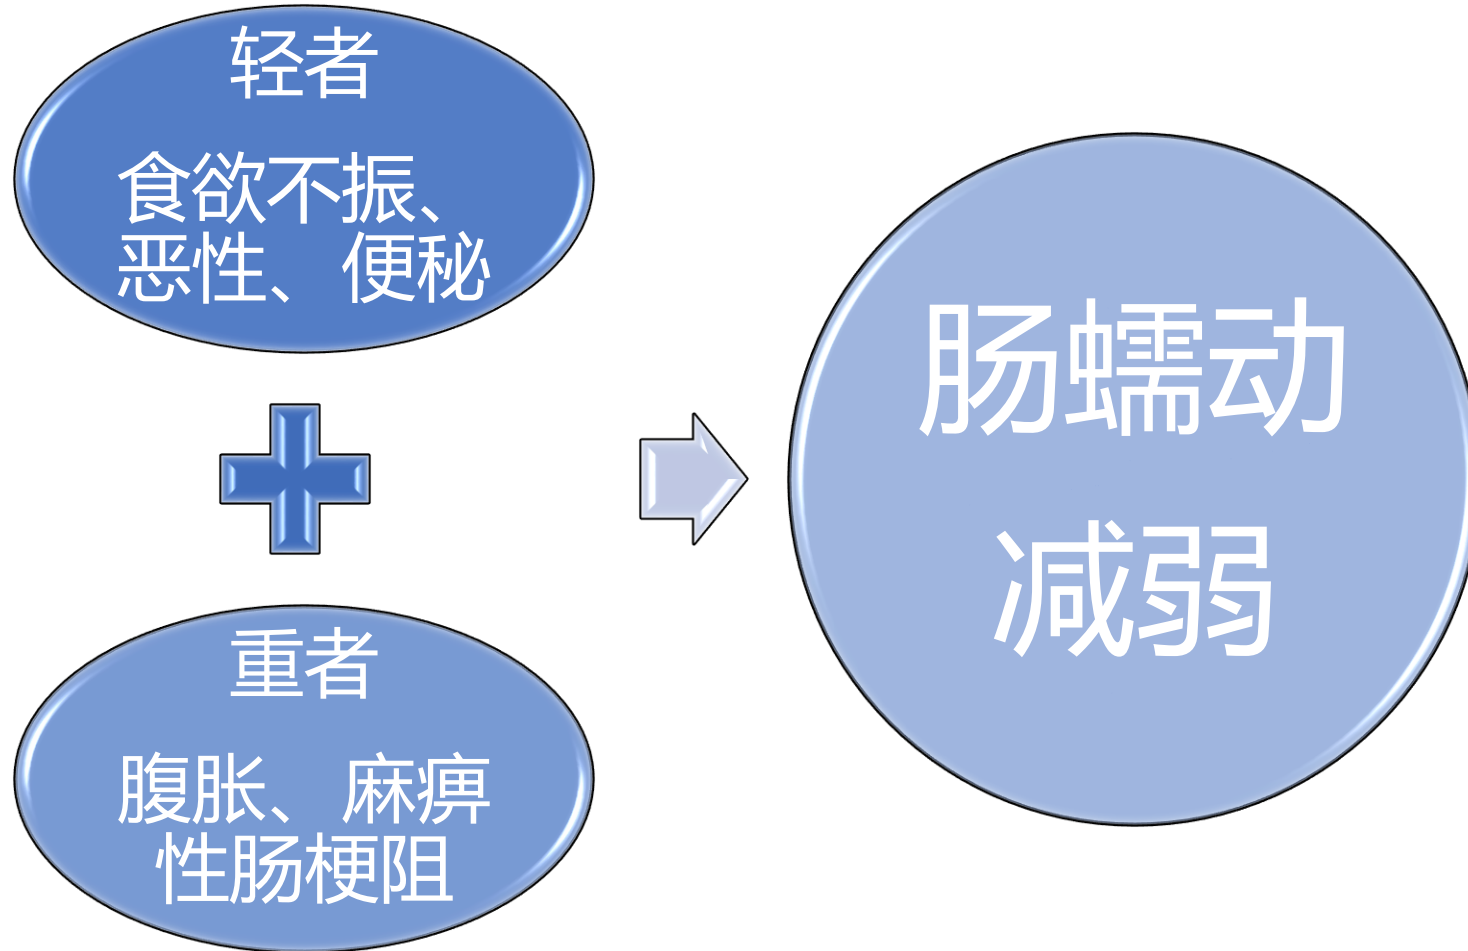 轻者
食欲不振、
恶性、便秘
重者
腹胀、麻痹
性肠梗阻
肠蠕动
减弱